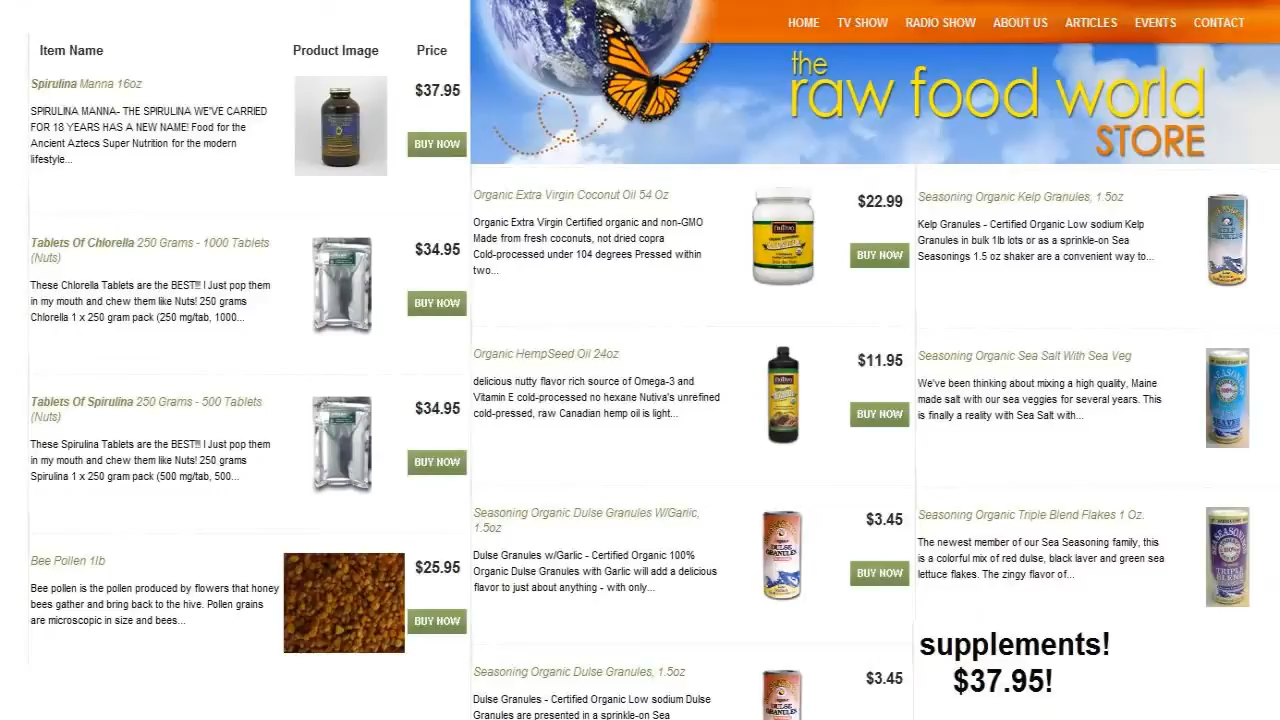 HOME TV SHOW RADIO SHOW ABOUT US ARTICLES EVENTS CONTACT
the
raw food world
STORE
Item Name Product Image Price
Spirulina Manna 16oz
$37.95
SPIRULINA MANNA- THE SPIRULINA WE'VE CARRIED
FOR 18 YEARS HAS A NEW NAME! Food for the
Ancient Aztecs Super Nutrition for the modern
lifestyle...
BUY NOW
Tablets Of Chlorella 250 Grams - 1000 Tablets
(Nuts)
$34.95
These Chlorella Tablets are the BEST!!! I Just pop them
in my mouth and chew them like Nuts! 250 grams
Chlorella 1 x 250 gram pack (250 mg/tab, 1000...
BUY NOW
Tablets Of Spirulina 250 Grams - 500 Tablets
(Nuts)
$34.95
These Spirulina Tablets are the BEST!!! I Just pop them
in my mouth and chew them like Nuts! 250 grams
Spirulina 1 x 250 gram pack (500 mg/tab, 500...
BUY NOW
Bee Pollen 1lb
$25.95
Bee pollen is the pollen produced by flowers that honey
bees gather and bring back to the hive. Pollen grains
are microscopic in size and bees...
BUY NOW
Organic Extra Virgin Coconut Oil 54 Oz
$22.99
Organic Extra Virgin Certified organic and non-GMO
Made from fresh coconuts, not dried copra
Cold-processed under 104 degrees Pressed within
two...
BUY NOW
Organic HempSeed Oil 24oz
$11.95
delicious nutty flavor rich source of Omega-3 and
Vitamin E cold-processed no hexane Nutiva's unrefined
cold-pressed, raw Canadian hemp oil is light...
BUY NOW
Seasoning Organic Dulse Granules W/Garlic,
1.5oz
$3.45
Dulse Granules w/Garlic - Certified Organic 100%
Organic Dulse Granules with Garlic will add a delicious
flavor to just about anything - with only...
DULSE
GRANULES
BUY NOW
Seasoning Organic Dulse Granules, 1.5oz
$3.45
Dulse Granules - Certified Organic Low sodium Dulse
Granules are presented in a sprinkle-on Sea
DULSE
GRANULES
Seasoning Organic Kelp Granules, 1.5oz
Kelp Granules - Certified Organic Low sodium Kelp
Granules in bulk 1lb lots or as a sprinkle-on Sea
Seasonings 1.5 oz shaker are a convenient way to...
Seasoning Organic Sea Salt With Sea Veg
We've been thinking about mixing a high quality, Maine
made salt with our sea veggies for several years. This
is finally a reality with Sea Salt with...
Seasoning Organic Triple Blend Flakes 1 Oz.
The newest member of our Sea Seasoning family, this
is a colorful mix of red dulse, black laver and green sea
lettuce flakes. The zingy flavor of...
TRIPLE
BLEND
supplements!
$37.95!